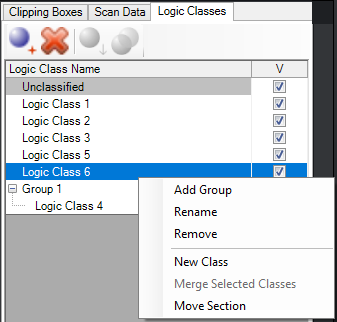 Clipping Boxes Scan Data Logic Classes
Logic Class Name V
Unclassified
Logic Class 1
Logic Class 2
Logic Class 3
Logic Class 5
Logic Class 6
Group 1
Logic Class 4
Add Group
Rename
Remove
New Class
Merge Selected Classes
Move Section